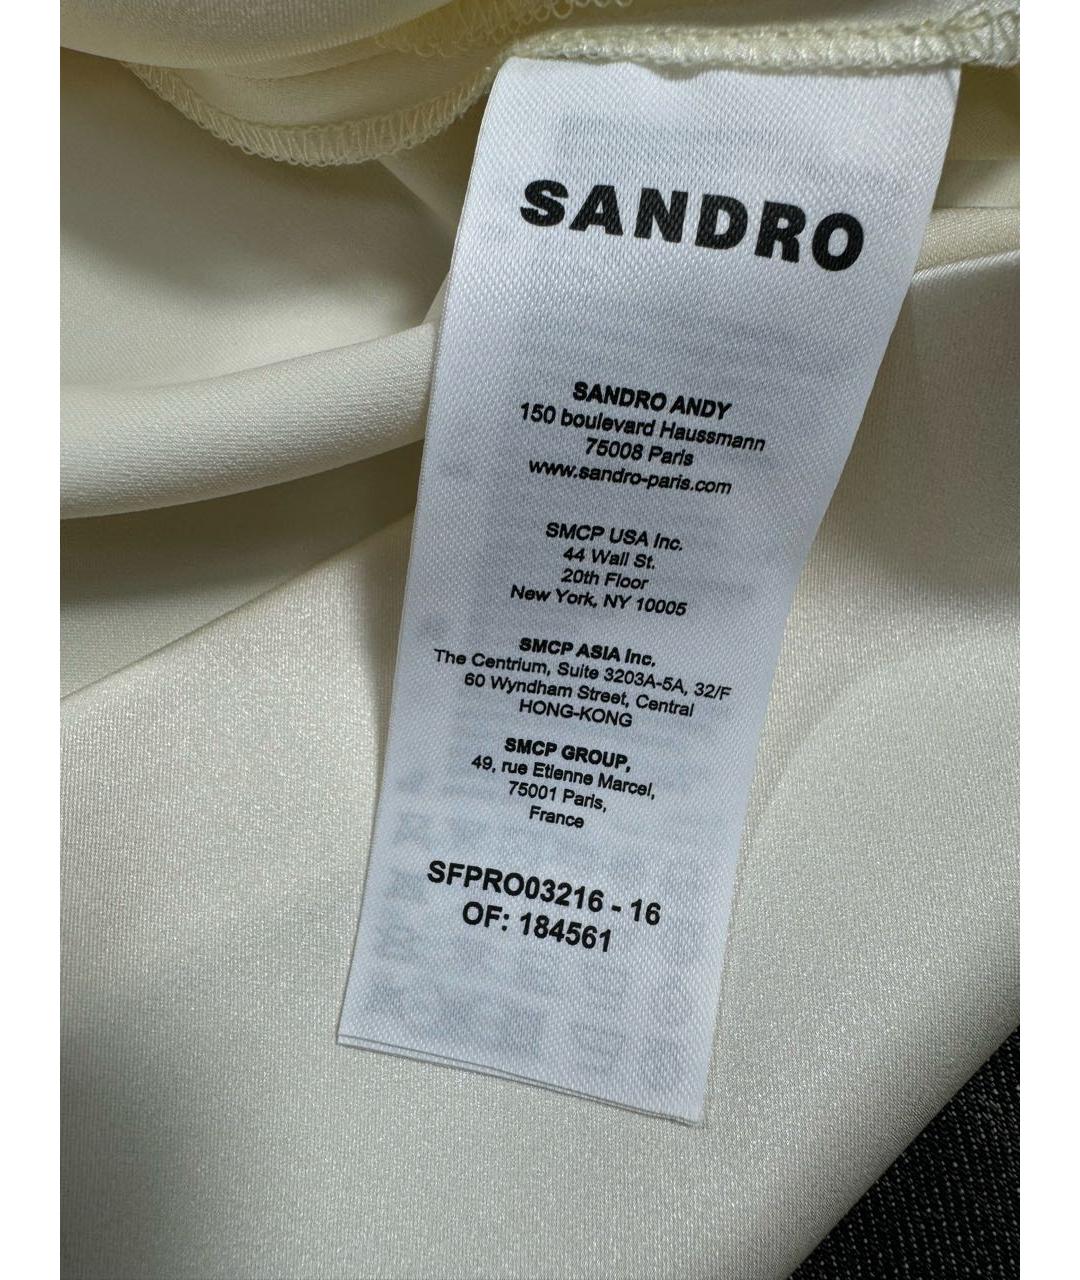 SANDRO
SANDRO ANDY
150 boulevard Haussmann
75008 Paris
www.sandro-paris.com
SMCP USA Inc.
44 Wall St.
20th Floor
New York, NY 10005
SMCP ASIA Inc.
The Centrium, Suite 3203A-5A, 32/F
60 Wyndham Street, Central
HONG-KONG
SMCP GROUP,
49, rue Etienne Marcel,
75001 Paris,
France
SFPRO03216 - 16
OF: 184561